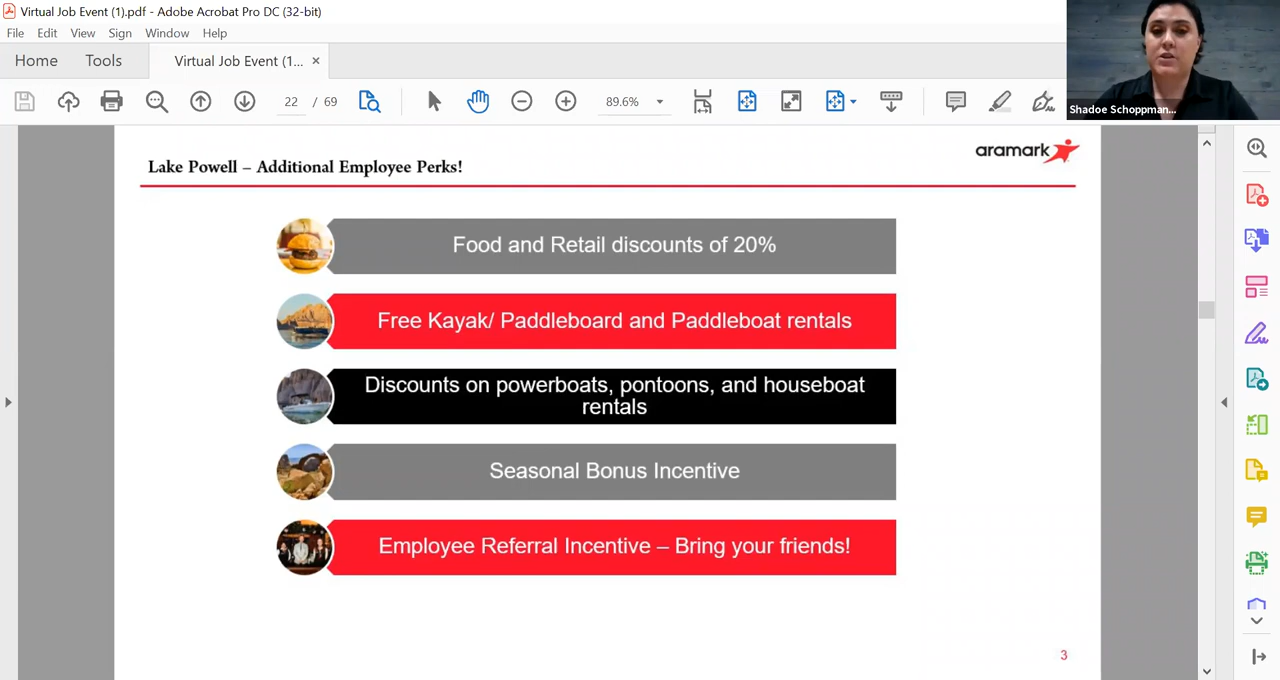 Virtual Job Event (1).pdf - Adobe Acrobat Pro DC (32-bit)
File Edit View Sign Window Help
Home Tools Virtual Job Event (1... ×
22 / 69 89.6%
Shadoe Schoppman...
aramark
Lake Powell – Additional Employee Perks!
Food and Retail discounts of 20%
Free Kayak/ Paddleboard and Paddleboat rentals
Discounts on powerboats, pontoons, and houseboat
rentals
Seasonal Bonus Incentive
Employee Referral Incentive – Bring your friends!
3